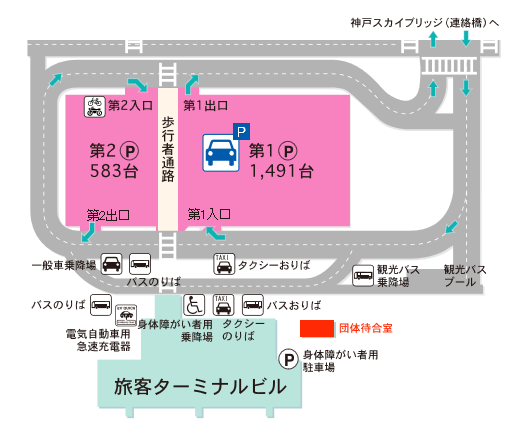 神戸スカイブリッジ(連絡橋)へ
第2入口
第1出口
歩行者通路
P
第2 P
583台
第1 P
1,491台
第2出口
第1入口
一般車乗降場
バスのりば
TAXI
タクシーおりば
観光バス
乗降場
観光バス
プール
バスのりば
電気自動車用
急速充電器
身体障がい者用
乗降場
TAXI
タクシー
のりば
バスおりば
団体待合室
P
身体障がい者用
駐車場
旅客ターミナルビル